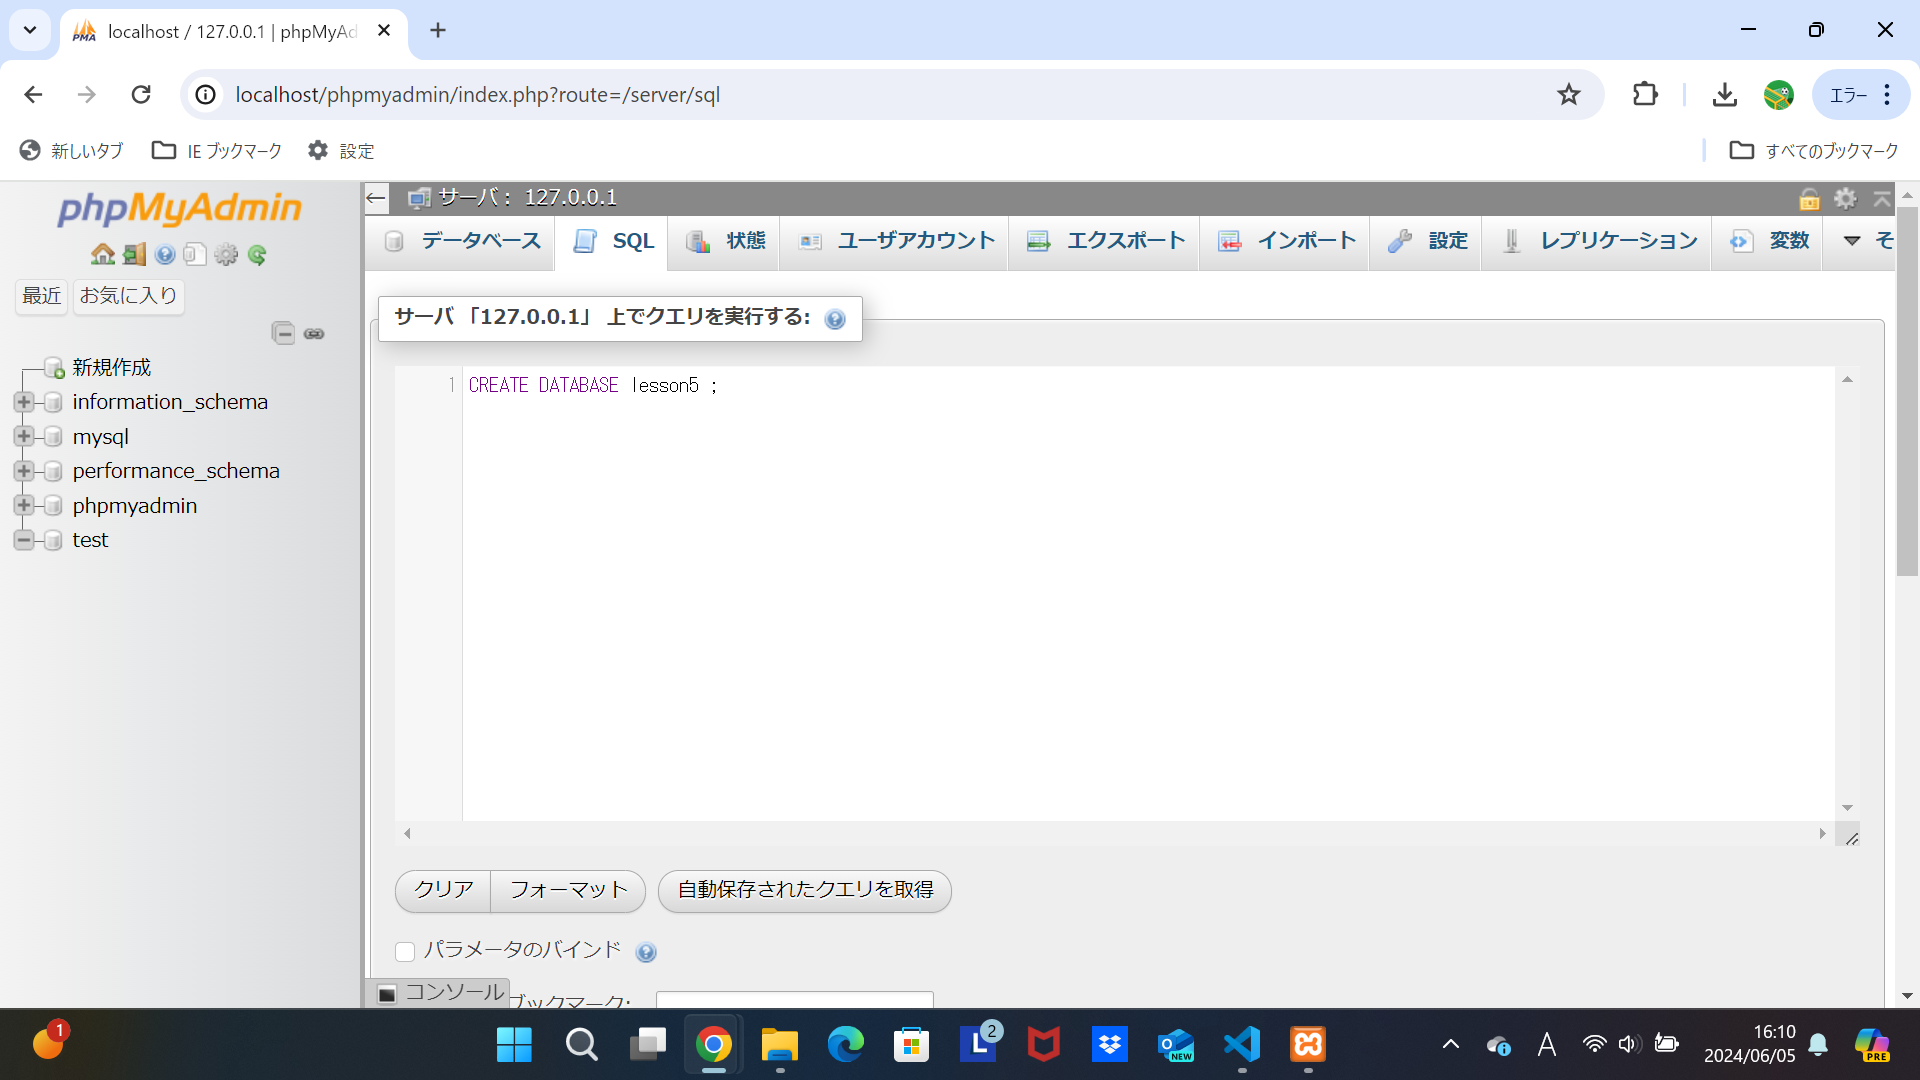 localhost / 127.0.0.1 | phpMyAd
localhost/phpmyadmin/index.php?route=/server/sql
エラー
新しいタブ
IE ブックマーク
設定
すべてのブックマーク
phpMyAdmin
最近
お気に入り
新規作成
information_schema
mysql
performance_schema
phpmyadmin
test
サーバ: 127.0.0.1
データベース
SQL
状態
ユーザアカウント
エクスポート
インポート
設定
レプリケーション
変数
そ
サーバ 「127.0.0.1」 上でクエリを実行する:
1 CREATE DATABASE lesson5 ;
クリア
フォーマット
自動保存されたクエリを取得
パラメータのバインド
コンソール
ブックマーク:
1
L
2
NEW
A
16:10
2024/06/05
PRE